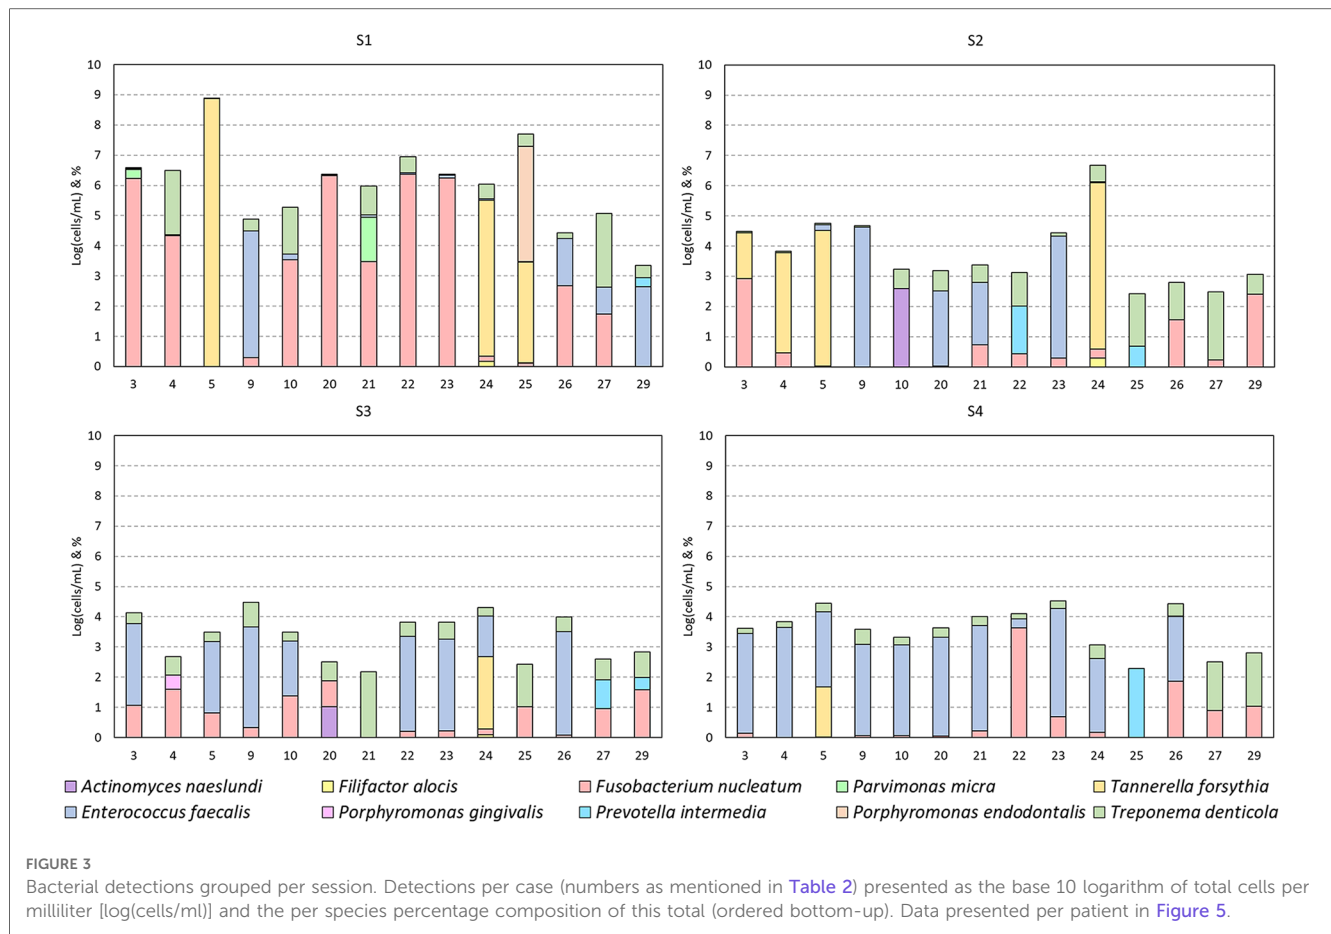 S1
Log(cells/mL) & %
10
9
8
7
6
5
4
3
2
1
0
3 4 5 9 10 20 21 22 23 24 25 26 27 29
S2
Log(cells/mL) & %
10
9
8
7
6
5
4
3
2
1
0
3 4 5 9 10 20 21 22 23 24 25 26 27 29
S3
Log(cells/mL) & %
10
9
8
7
6
5
4
3
2
1
0
3 4 5 9 10 20 21 22 23 24 25 26 27 29
S4
Log(cells/mL) & %
10
9
8
7
6
5
4
3
2
1
0
3 4 5 9 10 20 21 22 23 24 25 26 27 29
Actinomyces naeslundi Filifactor alocis Fusobacterium nucleatum Parvimonas micra Tannerella forsythia
Enterococcus faecalis Porphyromonas gingivalis Prevotella intermedia Porphyromonas endodontalis Treponema denticola
FIGURE 3
Bacterial detections grouped per session. Detections per case (numbers as mentioned in Table 2) presented as the base 10 logarithm of total cells per
milliliter [log(cells/ml)] and the per species percentage composition of this total (ordered bottom-up). Data presented per patient in Figure 5.